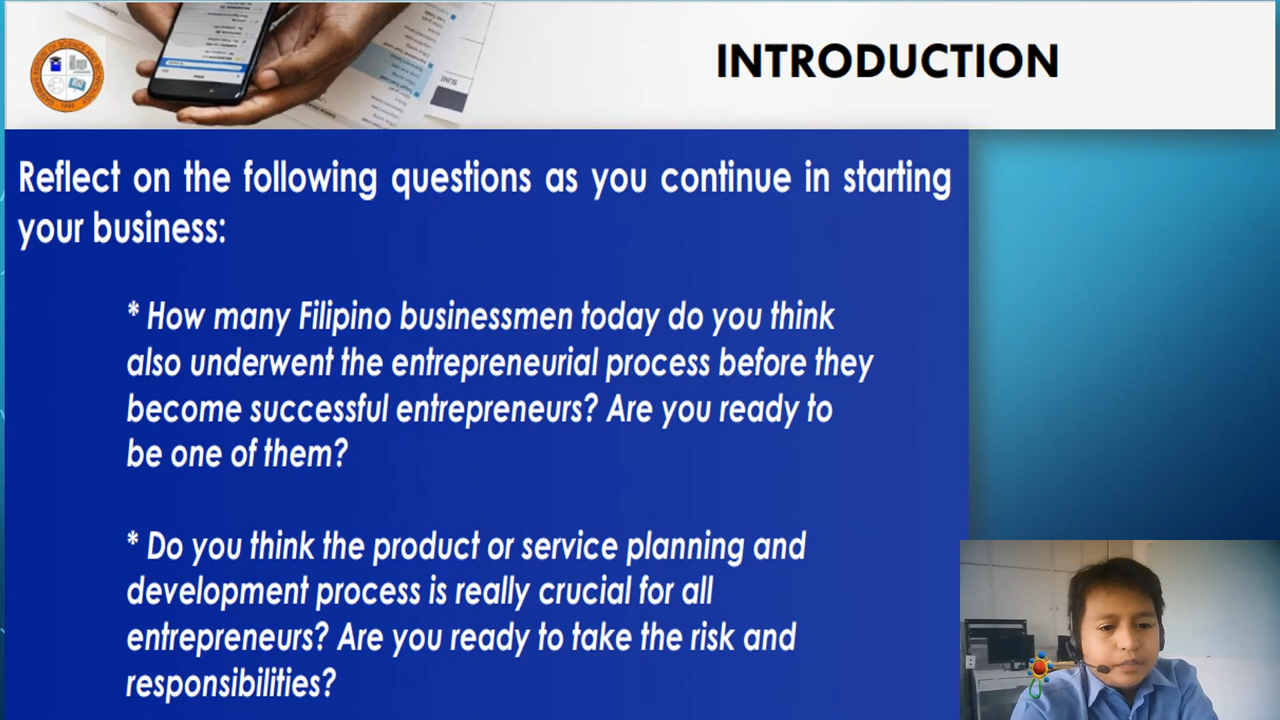 INTRODUCTION
Reflect on the following questions as you continue in starting
your business:
* How many Filipino businessmen today do you think
also underwent the entrepreneurial process before they
become successful entrepreneurs? Are you ready to
be one of them?
* Do you think the product or service planning and
development process is really crucial for all
entrepreneurs? Are you ready to take the risk and
responsibilities?